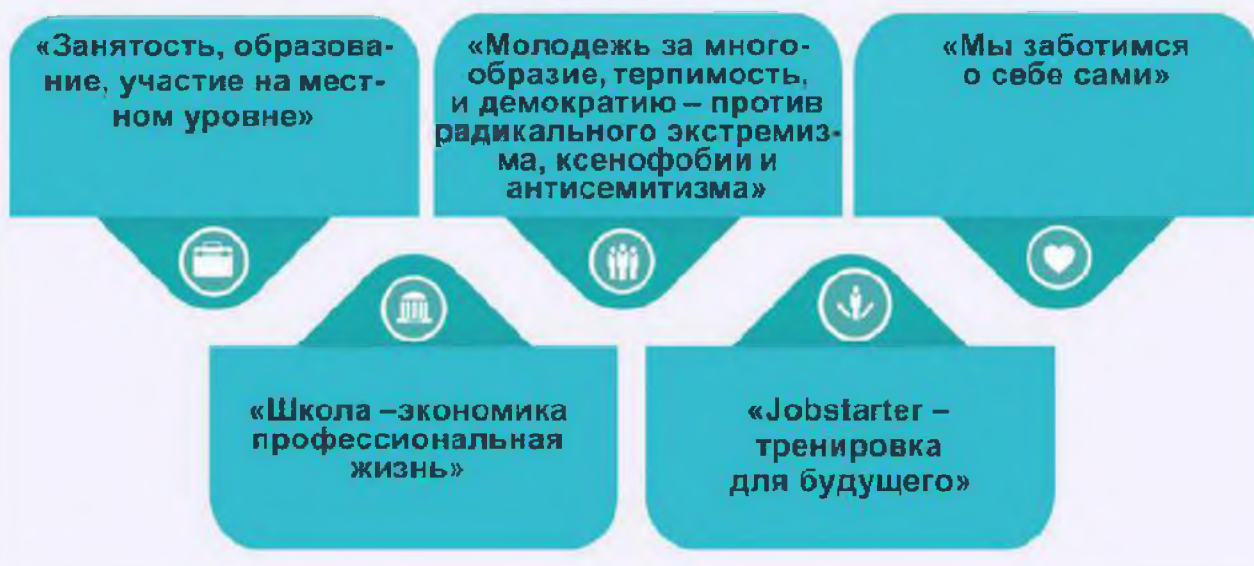 «Занятость, образова-
ние, участие на мест-
ном уровне»
«Молодежь за много-
образие, терпимость,
и демократию – против
радикального экстремиз-
ма, ксенофобии и
антисемитизма»
«Мы заботимся
о себе сами»
«Школа –экономика
профессиональная
жизнь»
«Jobstarter –
тренировка
для будущего»